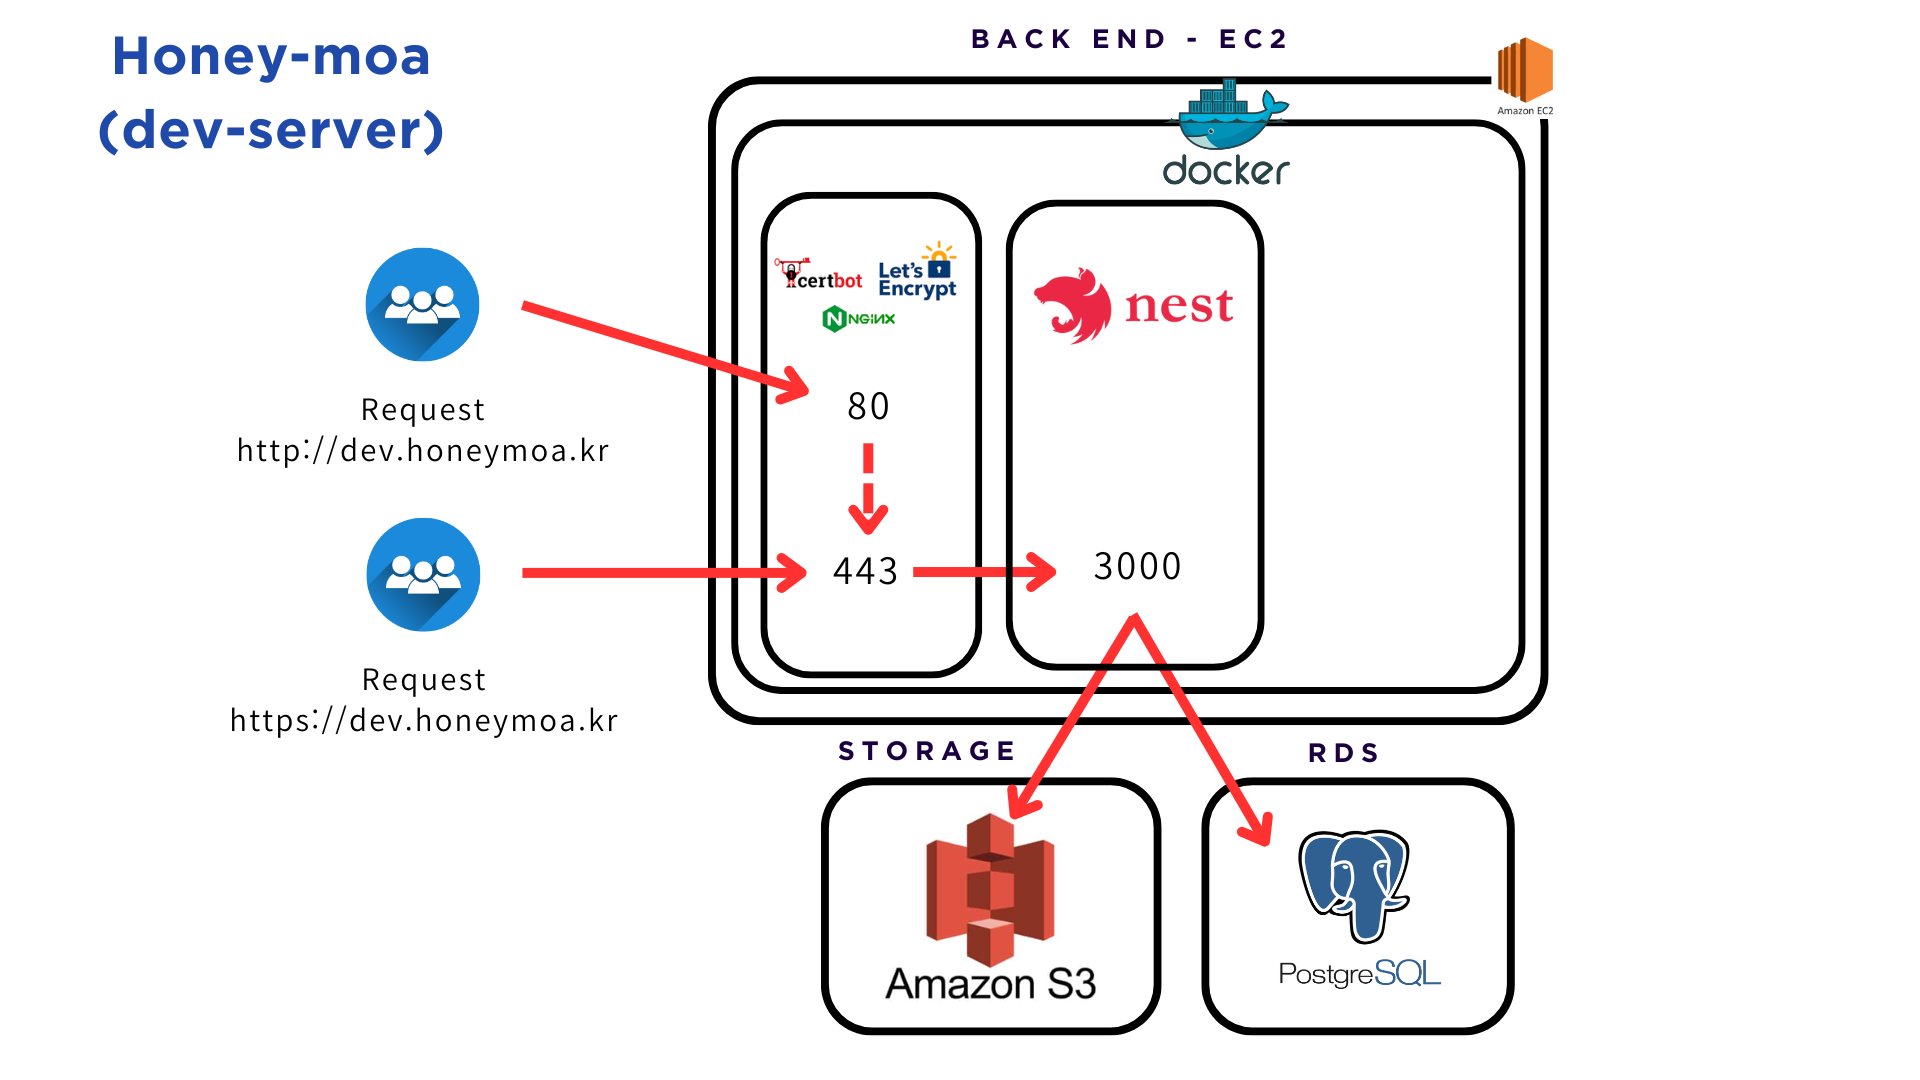 Honey-moa
(dev-server)
BACK END - EC2
Amazon EC2
docker
certbot
Let's
Encrypt
NGINX
nest
80
Request
http://dev.honeymoa.kr
443
3000
Request
https://dev.honeymoa.kr
STORAGE
RDS
Amazon S3
PostgreSQL